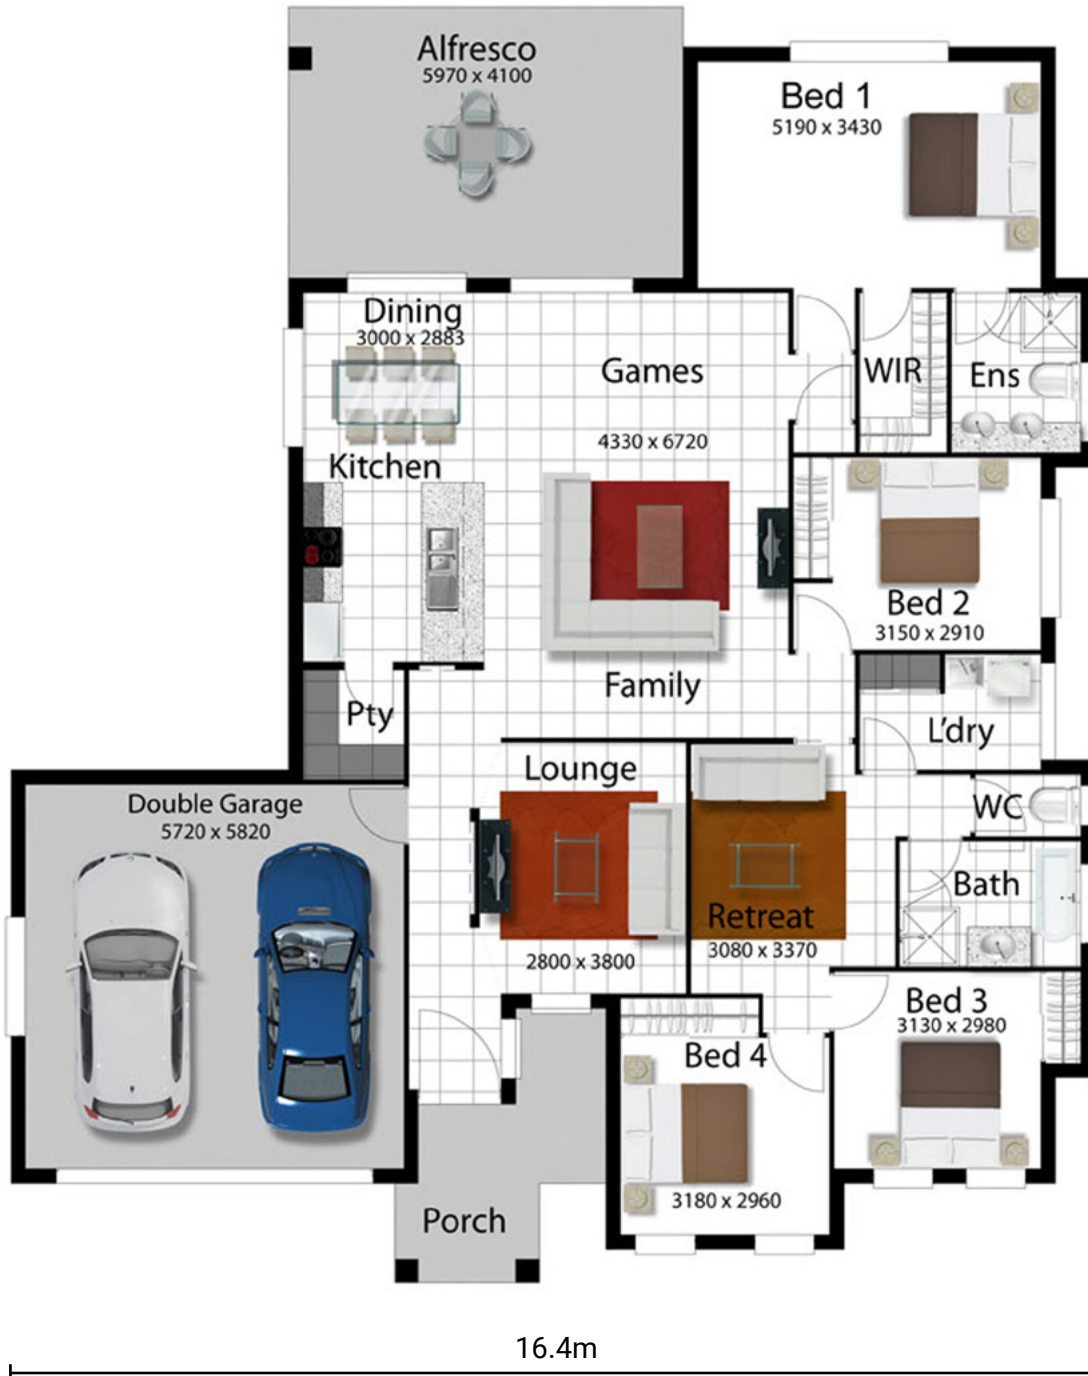 Alfresco
5970 x 4100
Bed 1
5190 x 3430
Dining
3000 x 2883
Games
4330 x 6720
WIR
Ens
Kitchen
Bed 2
3150 x 2910
Family
Pty
L'dry
Lounge
2800 x 3800
Double Garage
5720 x 5820
WC
Bath
Retreat
3080 x 3370
Bed 3
3130 x 2980
Bed 4
3180 x 2960
Porch
16.4m